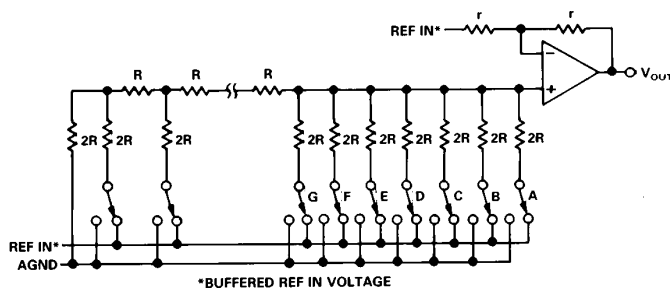 r r
REF IN*
−
+
V_OUT
R R R
2R 2R 2R 2R 2R 2R 2R 2R 2R 2R
G F E D C B A
REF IN*
AGND
*BUFFERED REF IN VOLTAGE